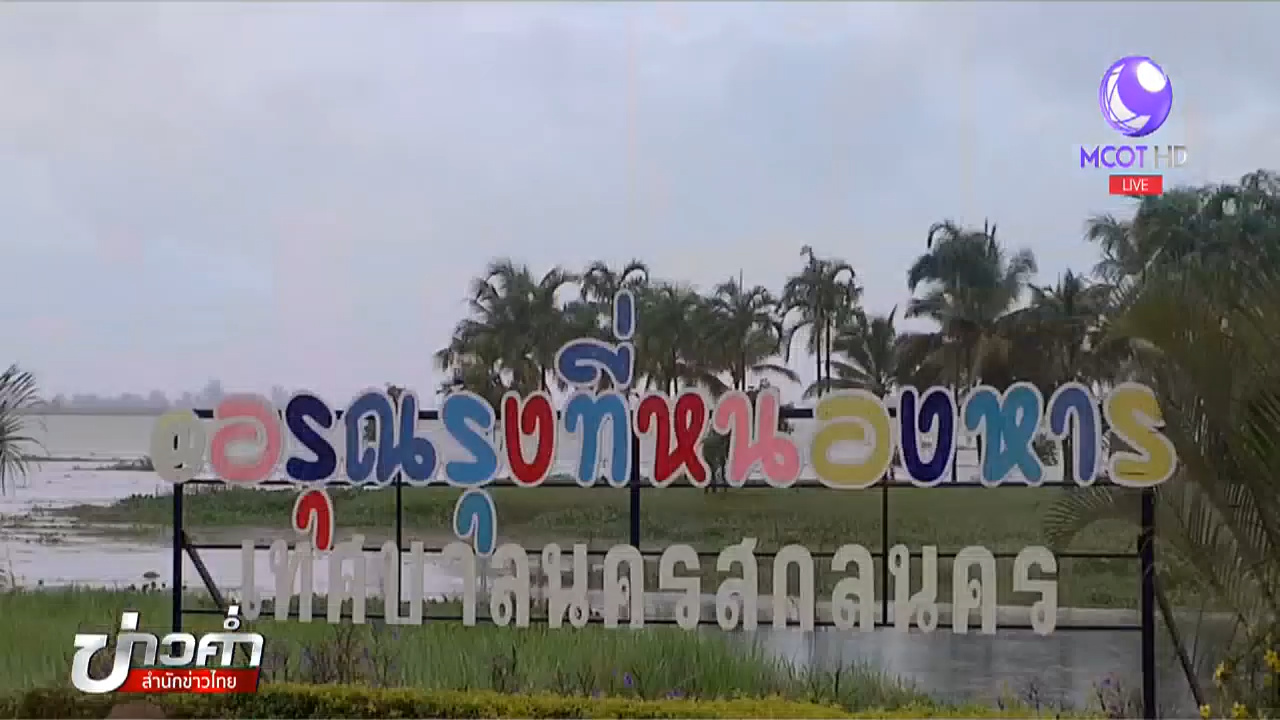 MCOT HD
LIVE
@อรุณรุ่งที่หนองหาร
เทศบาลนครสกลนคร
ข่าวค่ำ
สำนักข่าวไทย